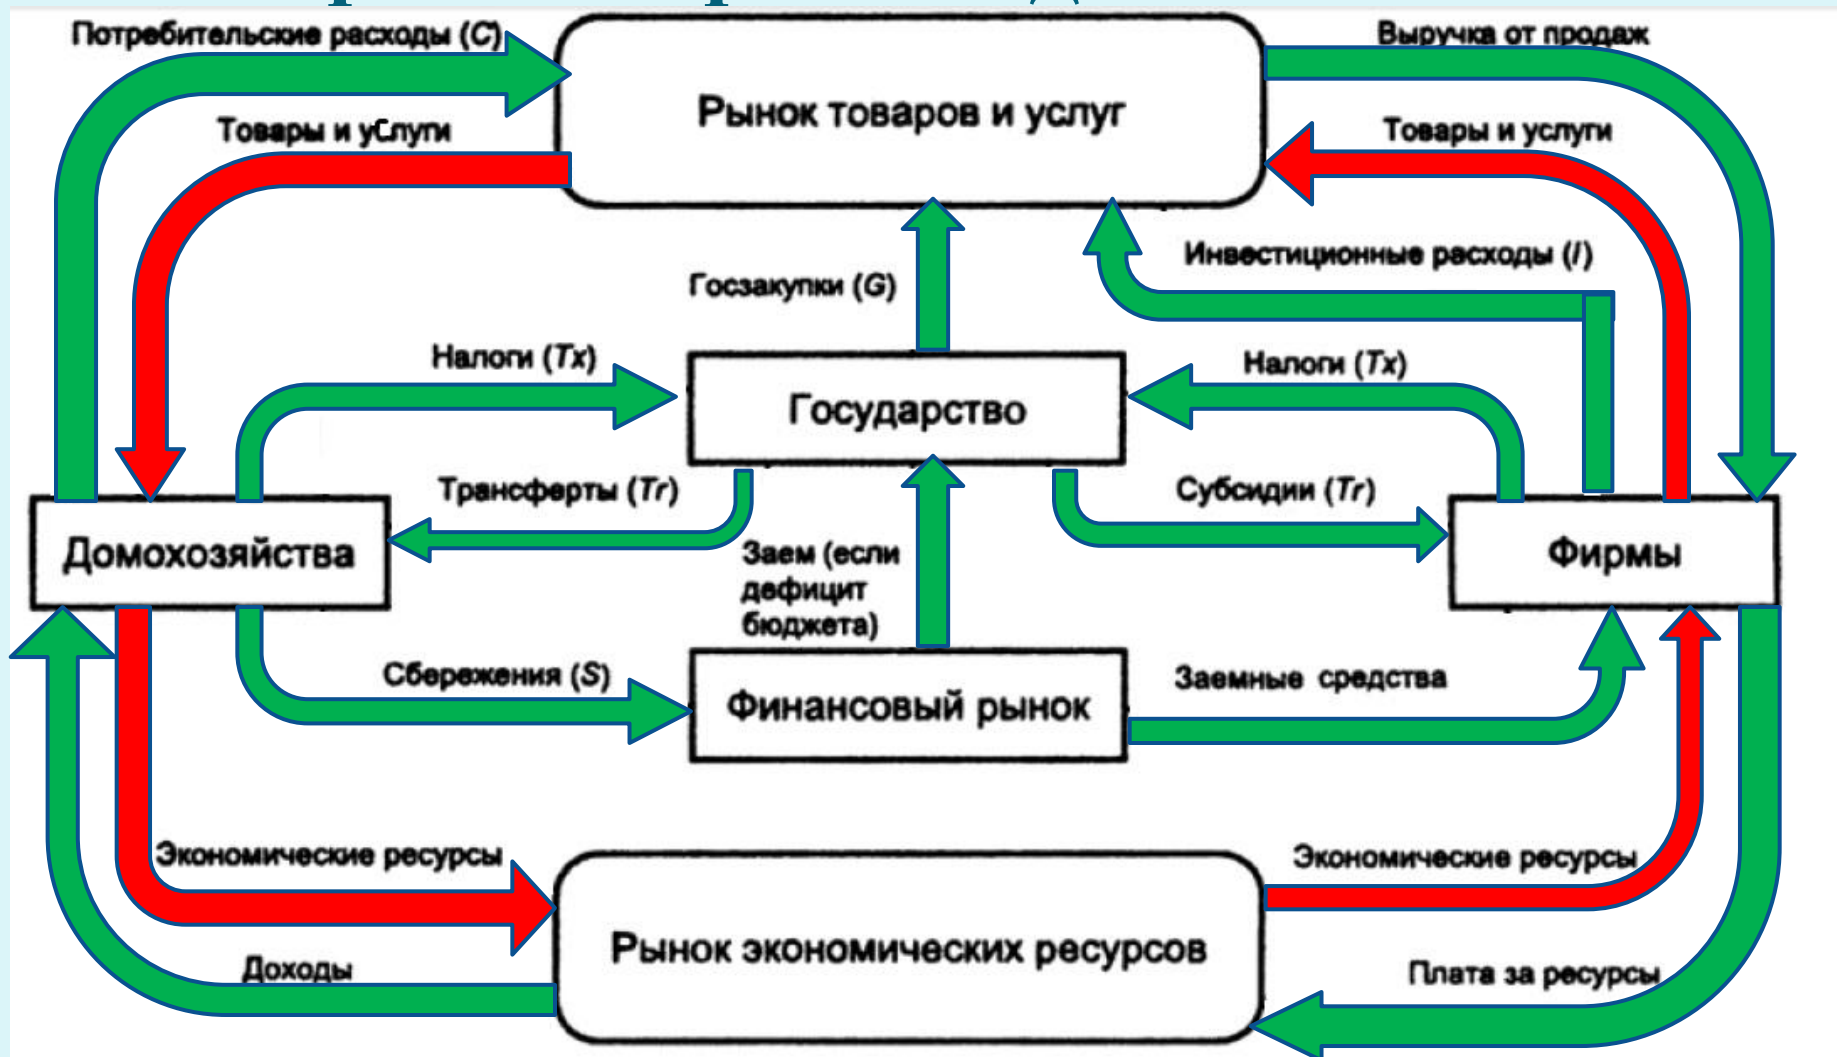 Потребительские расходы (C)
Выручка от продаж
Рынок товаров и услуг
Товары и уСлуги
Товары и услуги
Инвестиционные расходы (I)
Госзакупки (G)
Налоги (Tx)
Налоги (Tx)
Государство
Трансферты (Tr)
Субсидии (Tr)
Домохозяйства
Заем (если
дефицит
бюджета)
Фирмы
Сбережения (S)
Финансовый рынок
Заемные средства
Экономические ресурсы
Экономические ресурсы
Рынок экономических ресурсов
Доходы
Плата за ресурсы